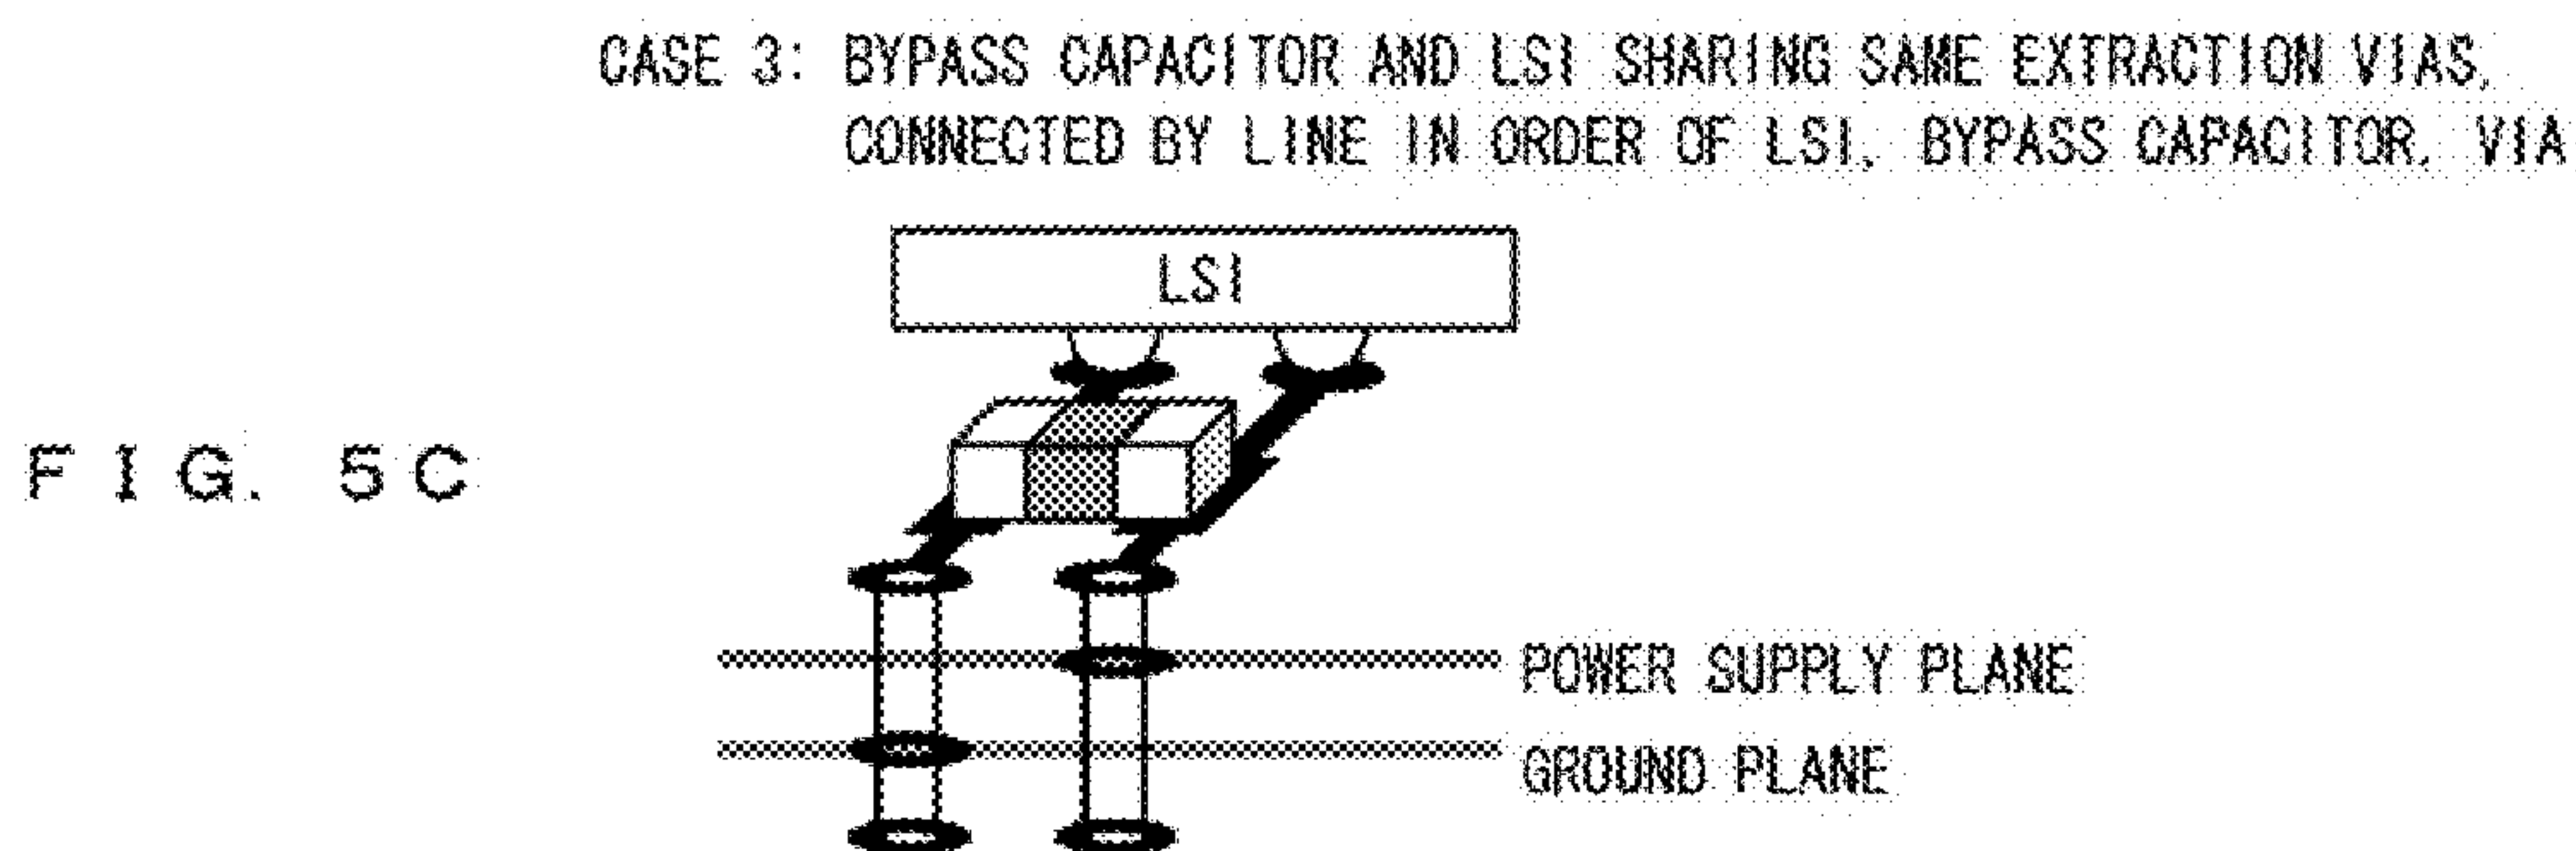 CASE 3: BYPASS CAPACITOR AND LSI SHARING SAME EXTRACTION VIAS,
CONNECTED BY LINE IN ORDER OF LSI, BYPASS CAPACITOR, VIA
LSI
FIG. 5C
POWER SUPPLY PLANE
GROUND PLANE